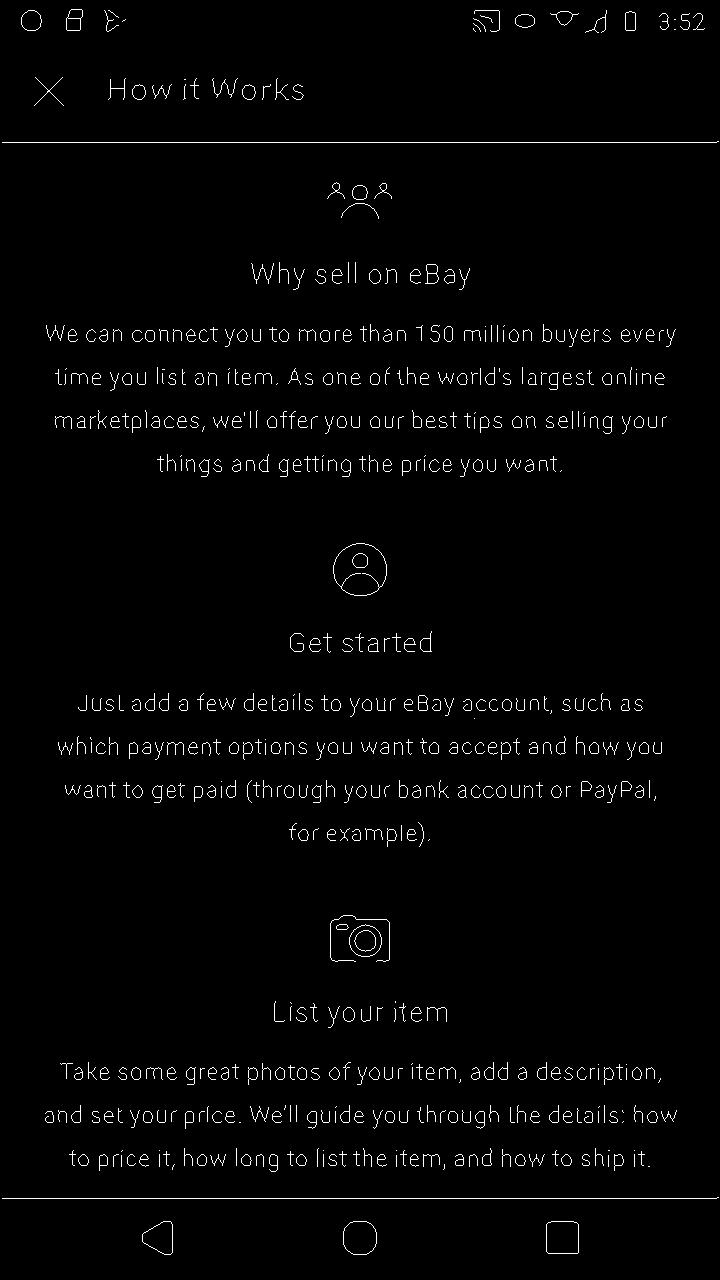 3:52
How it Works
Why sell on eBay
We can connect you to more than 150 million buyers every
time you list an item. As one of the world's largest online
marketplaces, we'll offer you our best tips on selling your
things and getting the price you want.
Get started
Just add a few details to your eBay account, such as
which payment options you want to accept and how you
want to get paid (through your bank account or PayPal,
for example).
List your item
Take some great photos of your item, add a description,
and set your price. We'll guide you through the details: how
to price it, how long to list the item, and how to ship it.